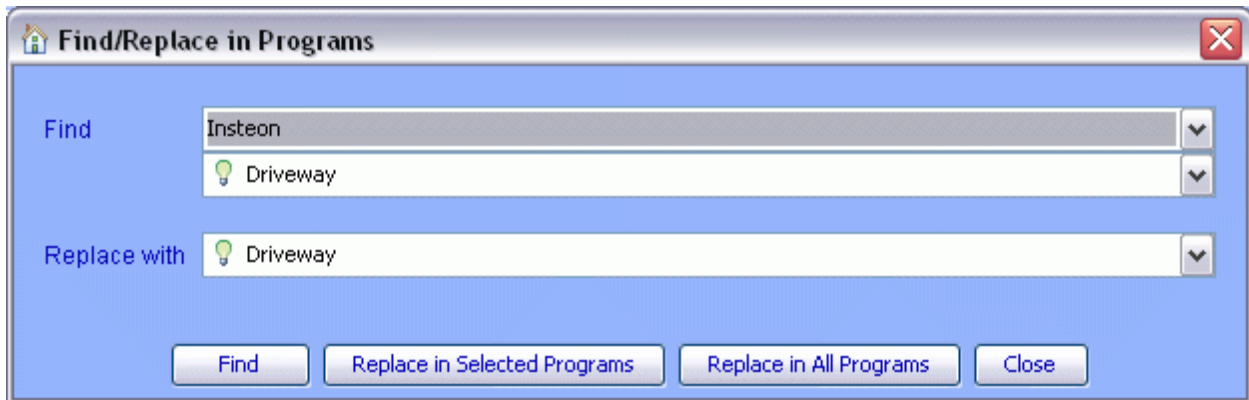 Find/Replace in Programs
Find
Insteon
Driveway
Replace with
Driveway
Find
Replace in Selected Programs
Replace in All Programs
Close